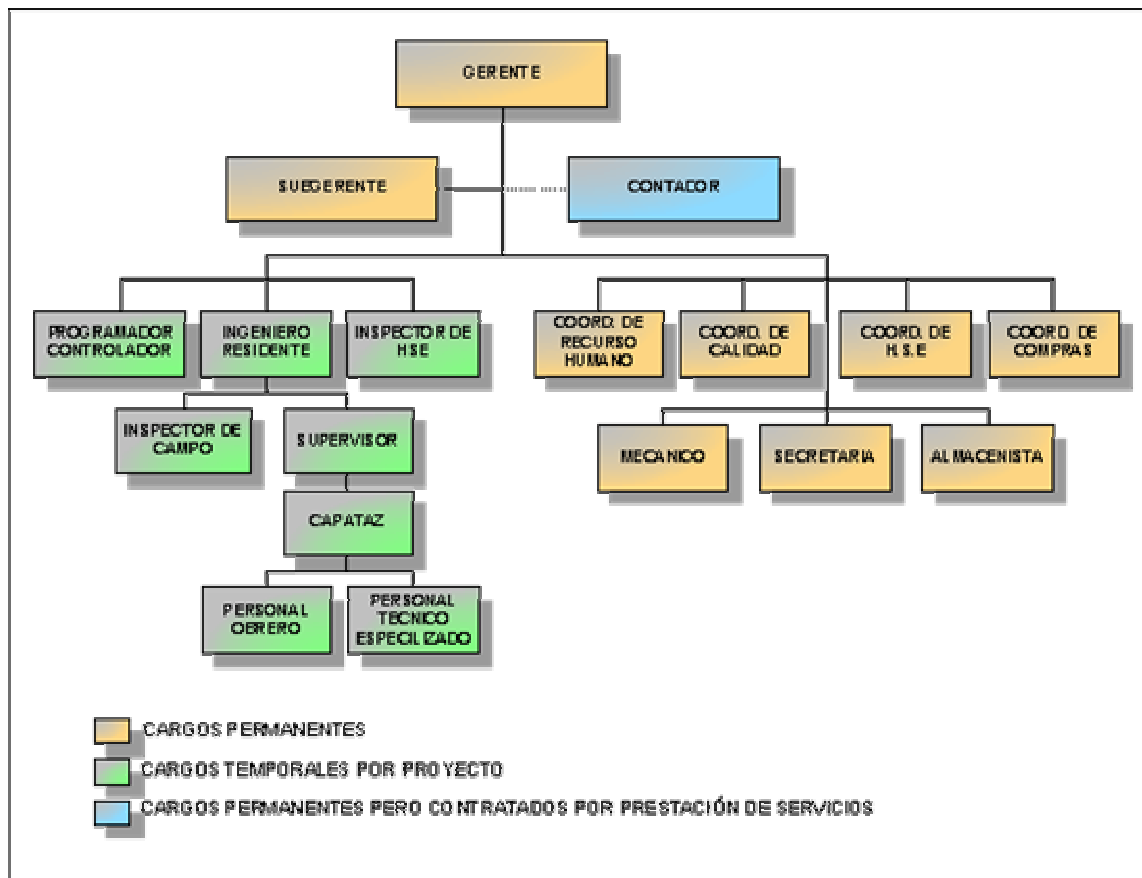 GERENTE
SUBGERENTE
CONTADOR
PROGRAMADOR
CONTROLADOR
INGENIERO
RESIDENTE
INSPECTOR DE
HSE
COORD. DE
RECURSO
HUMANO
COORD. DE
CALIDAD
COORD. DE
H.S.E
COORD. DE
COMPRAS
INSPECTOR DE
CAMPO
SUPERVISOR
MECANICO
SECRETARIA
ALMACENISTA
CAPATAZ
PERSONAL
OBRERO
PERSONAL
TECNICO
ESPECILIZADO
CARGOS PERMANENTES
CARGOS TEMPORALES POR PROYECTO
CARGOS PERMANENTES PERO CONTRATADOS POR PRESTACIÓN DE SERVICIOS